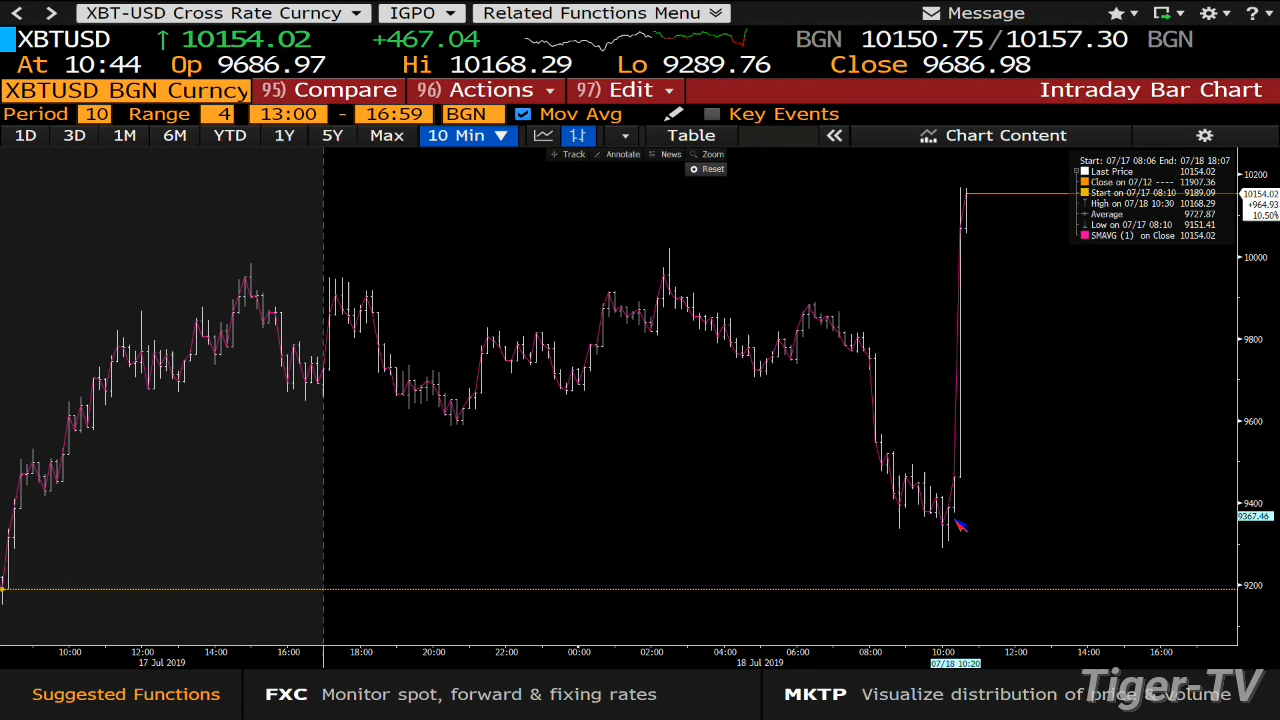 XBT-USD Cross Rate Curncy IGPO Related Functions Menu Message ?
XBTUSD ↑ 10154.02 +467.04 BGN 10150.75 / 10157.30 BGN
At 10:44 Op 9686.97 Hi 10168.29 Lo 9289.76 Close 9686.98
XBTUSD BGN Curncy 95) Compare 96) Actions 97) Edit Intraday Bar Chart
Period 10 Range 4 13:00 - 16:59 BGN Mov Avg Key Events
1D 3D 1M 6M YTD 1Y 5Y Max 10 Min Table Chart Content
Track Annotate News Zoom
Reset
Start: 07/17 08:06 End: 07/18 18:07
Last Price 10154.02
Close on 07/12 ---- 11907.36
Start on 07/17 08:10 9189.09
High on 07/18 10:30 10168.29
Average 9727.87
Low on 07/17 08:10 9151.41
SMAVG (1) on Close 10154.02
10200
10154.02
+964.93
10.50%
10000
9800
9600
9400
9367.46
9200
10:00 12:00 14:00 16:00 18:00 20:00 22:00 00:00 02:00 04:00 06:00 08:00 10:00 12:00 14:00 16:00
17 Jul 2019 18 Jul 2019 07/18 10:20
Suggested Functions FXC Monitor spot, forward & fixing rates MKTP Visualize distribution of price & volume
Tiger-TV